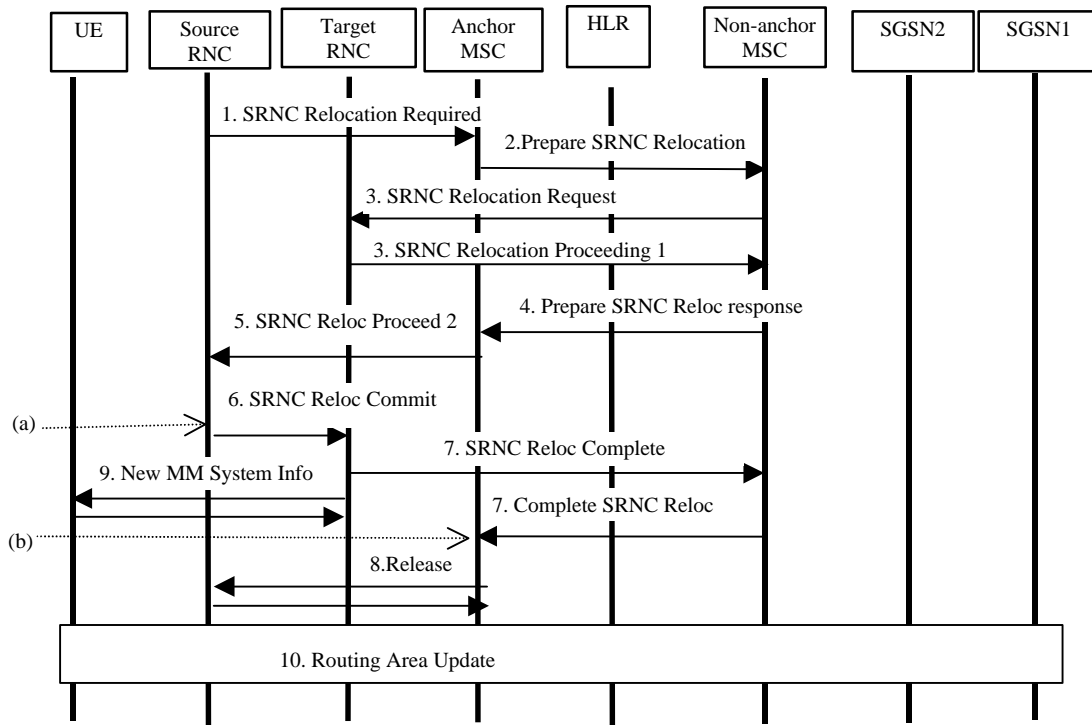 UE
Source
RNC
Target
RNC
Anchor
MSC
HLR
Non-anchor
MSC
SGSN2
SGSN1
1. SRNC Relocation Required
2.Prepare SRNC Relocation
3. SRNC Relocation Request
3. SRNC Relocation Proceeding 1
4. Prepare SRNC Reloc response
5. SRNC Reloc Proceed 2
6. SRNC Reloc Commit
(a)
7. SRNC Reloc Complete
9. New MM System Info
7. Complete SRNC Reloc
(b)
8.Release
10. Routing Area Update